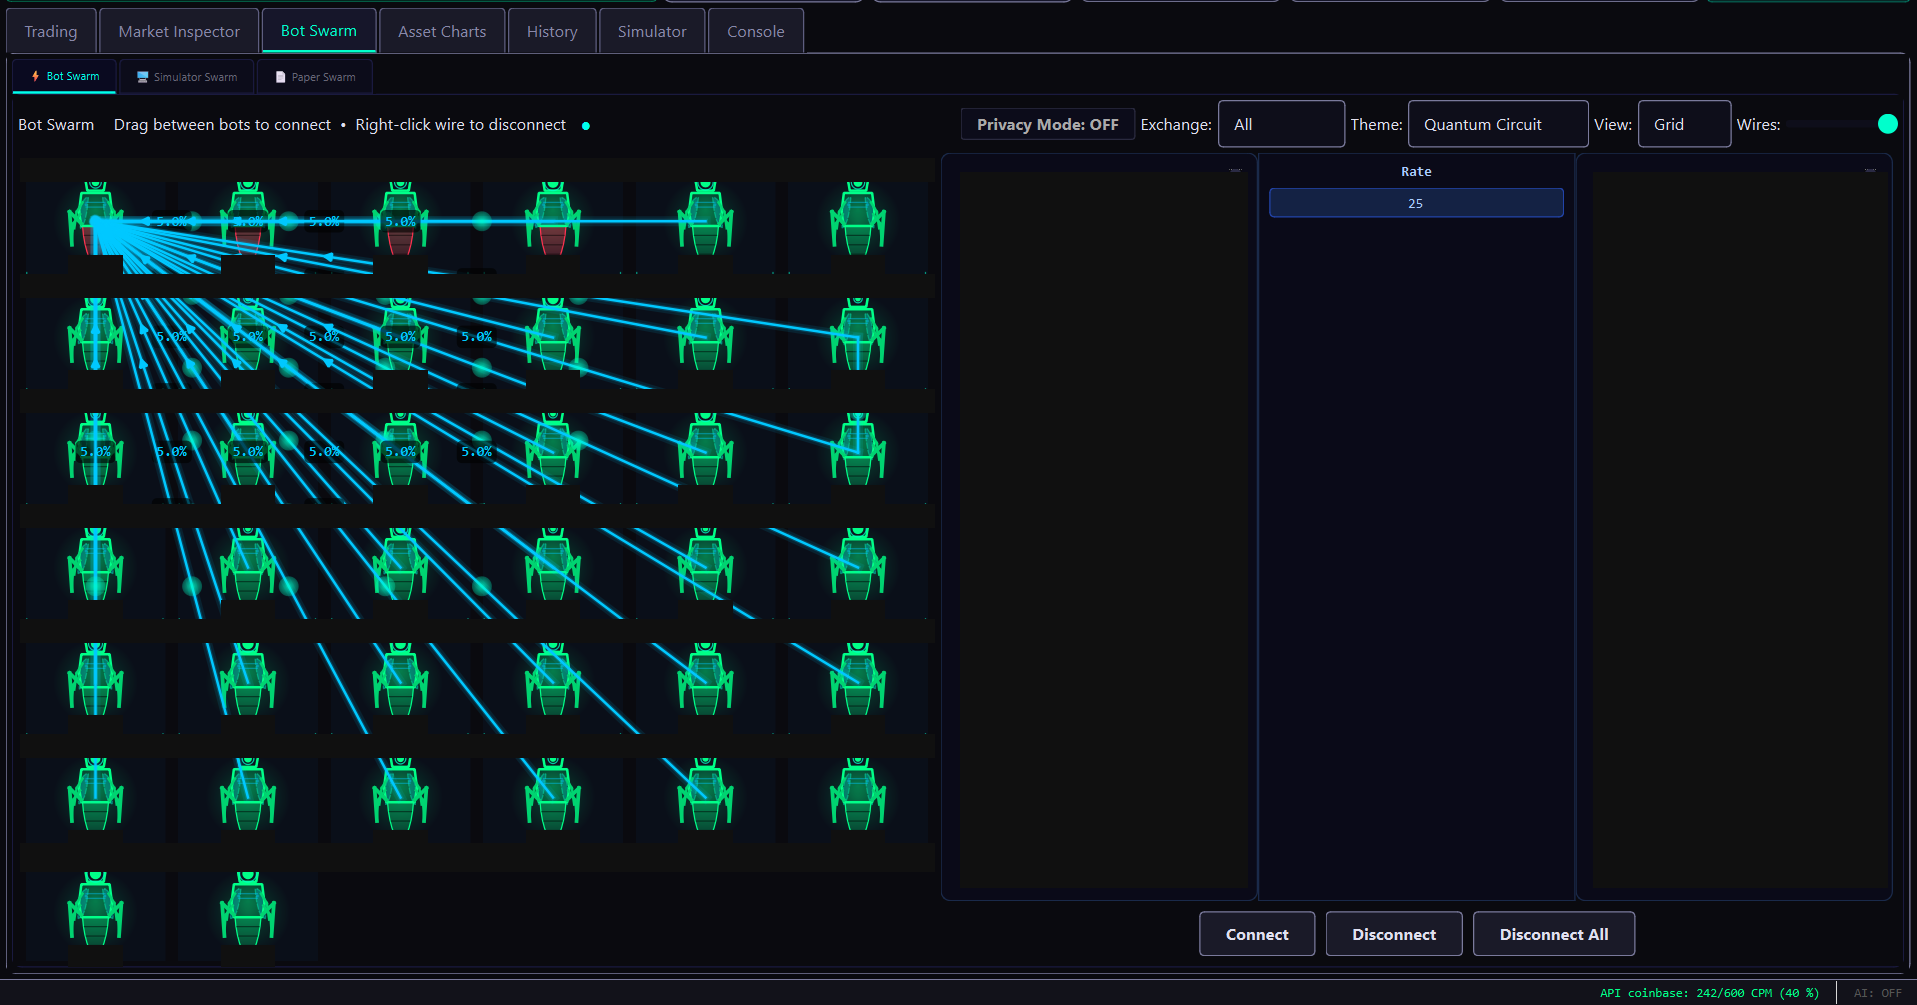 Trading Market Inspector Bot Swarm Asset Charts History Simulator Console
Bot Swarm Simulator Swarm Paper Swarm
Bot Swarm Drag between bots to connect • Right-click wire to disconnect
Privacy Mode: OFF Exchange: All Theme: Quantum Circuit View: Grid Wires:
5.0% 5.0% 5.0% 5.0%
5.0% 5.0% 5.0% 5.0% 5.0%
5.0% 5.0% 5.0% 5.0% 5.0% 5.0%
Rate
25
Connect Disconnect Disconnect All
API coinbase: 242/600 CPM (40 %) AI: OFF